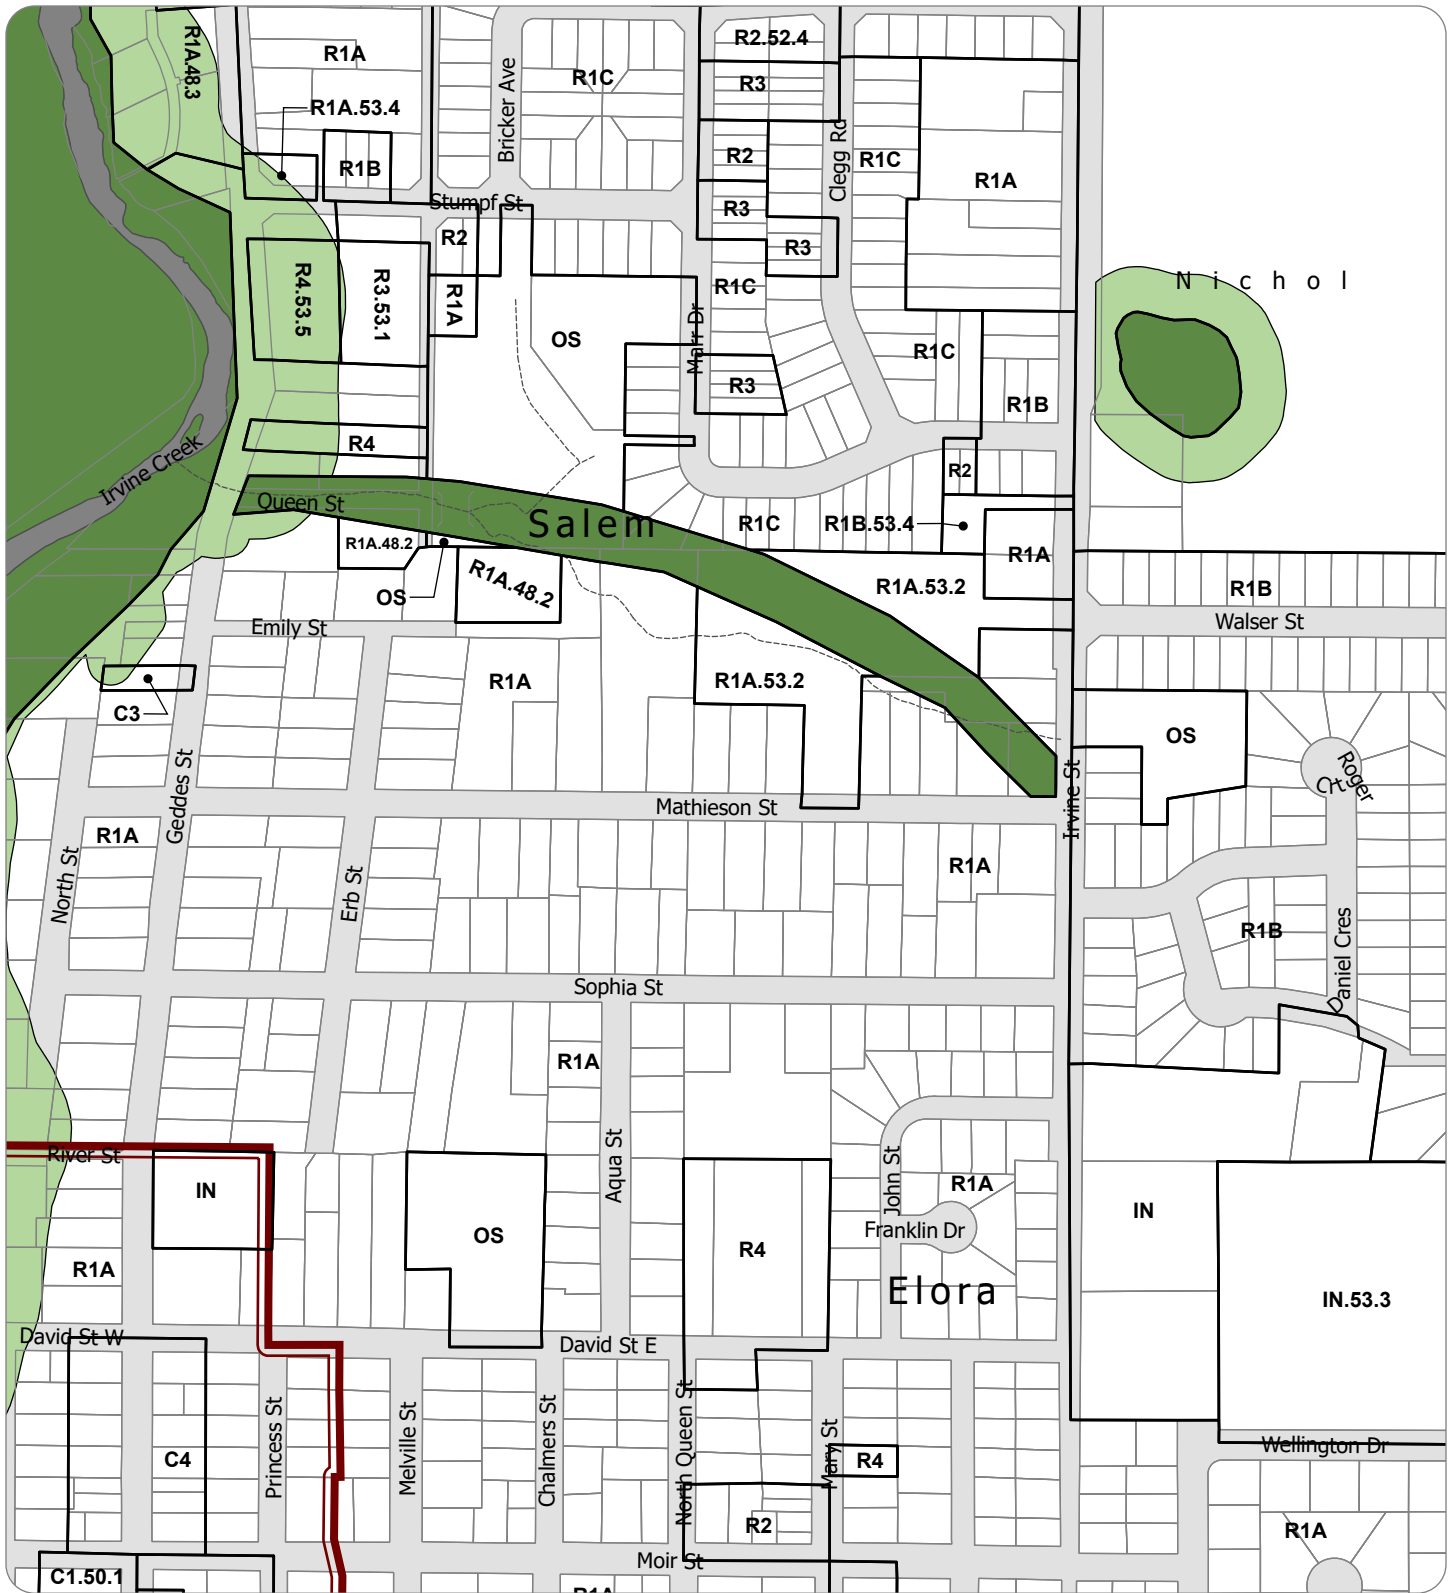 R1A.48.3
R1A
Bricker Ave
R1C
R2.52.4
R3
R1A.53.4
R1B
R2
Clegg Rd
R1C
R1A
Stumpf St
R3
R2
R3
R4.53.5
R3.53.1
R1A
OS
R1C
Marr Dr
Nichol
R1C
R3
R1B
R4
Irvine Creek
R2
Queen St
Salem
R1C
R1B.53.4
R1A.48.2
R1A
OS
R1A.48.2
R1A.53.2
R1B
Emily St
Walser St
R1A
R1A.53.2
C3
OS
Geddes St
Irvine St
Roger
Crt
Mathieson St
R1A
R1A
North St
Erb St
R1B
Daniel Cres
Sophia St
R1A
River St
IN
Aqua St
John St
R1A
IN
OS
Franklin Dr
R4
R1A
Elora
IN.53.3
David St W
David St E
Princess St
Melville St
Chalmers St
North Queen St
Mary St
C4
R4
Wellington Dr
R2
R1A
Moir St
C1.50.1
R1A